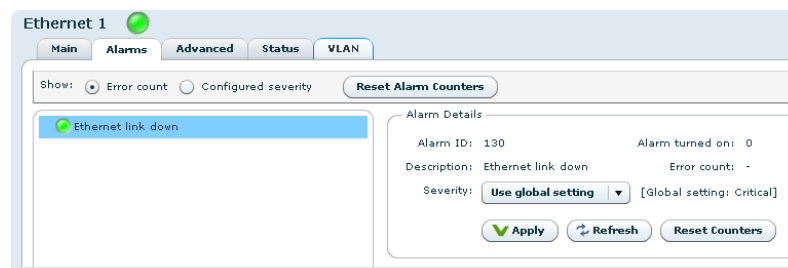 Ethernet 1
Main Alarms Advanced Status VLAN
Show: Error count Configured severity Reset Alarm Counters
Ethernet link down
Alarm Details
Alarm ID: 130 Alarm turned on: 0
Description: Ethernet link down Error count: -
Severity: Use global setting [Global setting: Critical]
Apply Refresh Reset Counters